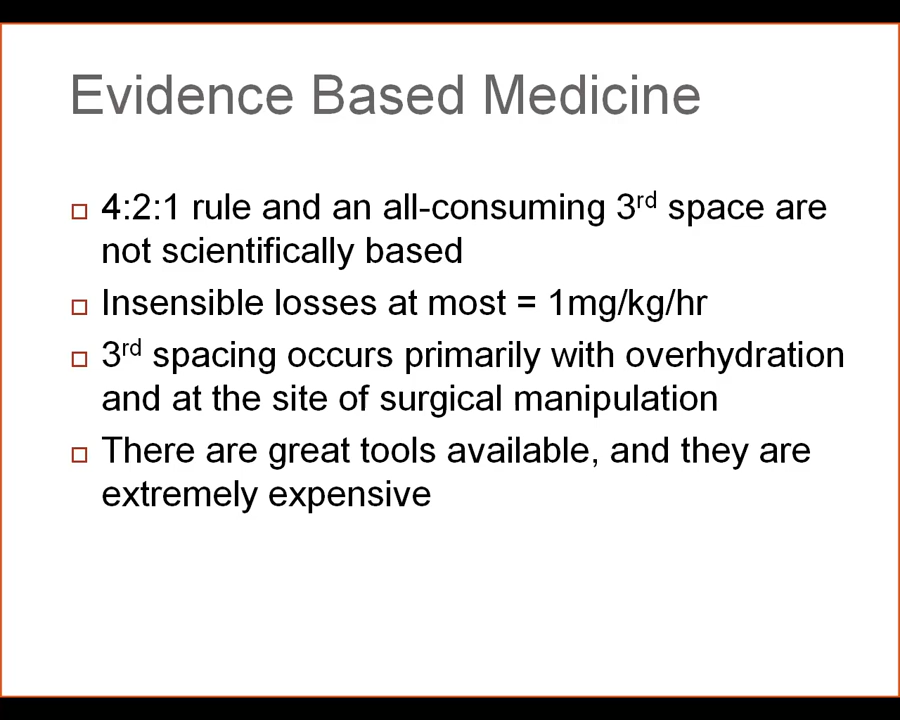 Evidence Based Medicine
4:2:1 rule and an all-consuming 3rd space are
not scientifically based
Insensible losses at most = 1mg/kg/hr
3rd spacing occurs primarily with overhydration
and at the site of surgical manipulation
There are great tools available, and they are
extremely expensive